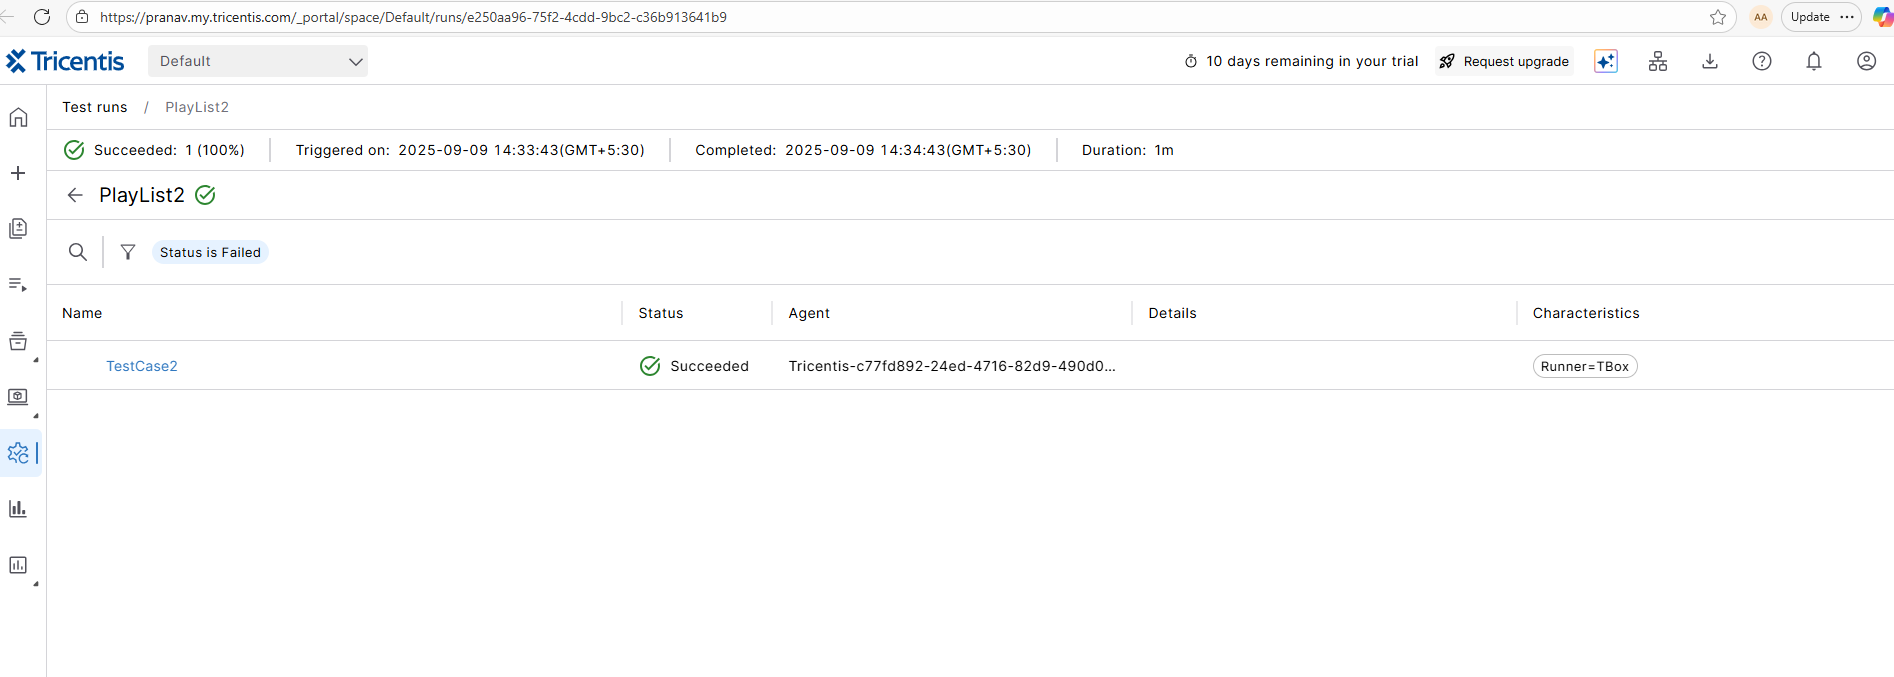 https://pranav.my.tricentis.com/_portal/space/Default/runs/e250aa96-75f2-4cdd-9bc2-c36b913641b9
AA
Update
Tricentis
Default
10 days remaining in your trial
Request upgrade
Test runs / PlayList2
Succeeded: 1 (100%)
Triggered on: 2025-09-09 14:33:43(GMT+5:30)
Completed: 2025-09-09 14:34:43(GMT+5:30)
Duration: 1m
PlayList2
Status is Failed
Name Status Agent Details Characteristics
TestCase2 Succeeded Tricentis-c77fd892-24ed-4716-82d9-490d0... Runner=TBox